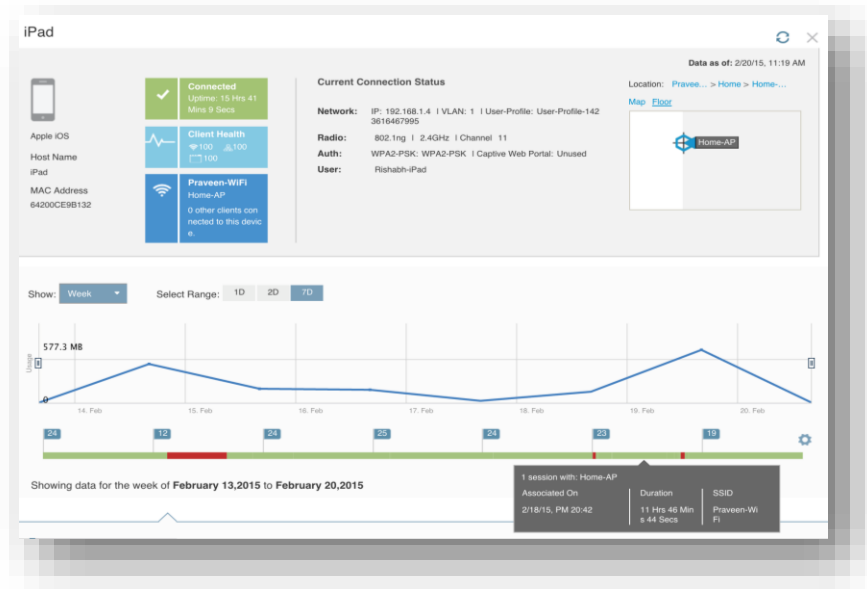 iPad
Data as of: 2/20/15, 11:19 AM
Apple iOS
Host Name
iPad
MAC Address
64200CE9B132
Connected
Uptime: 15 Hrs 41
Mins 9 Secs
Client Health
100 100
100
Praveen-WiFi
Home-AP
0 other clients con
nected to this devic
e.
Current Connection Status
Network: IP: 192.168.1.4 I VLAN: 1 I User-Profile: User-Profile-142
3616467995
Radio: 802.1ng I 2.4GHz I Channel 11
Auth: WPA2-PSK: WPA2-PSK I Captive Web Portal: Unused
User: Rishabh-iPad
Location: Pravee... > Home > Home-...
Map Floor
Home-AP
Show: Week Select Range: 1D 2D 7D
577.3 MB
Usage
0
14. Feb 15. Feb 16. Feb 17. Feb 18. Feb 19. Feb 20. Feb
24 12 24 25 24 23 19
Showing data for the week of February 13,2015 to February 20,2015
1 session with: Home-AP
Associated On Duration SSID
2/18/15, PM 20:42 11 Hrs 46 Min Praveen-Wi
s 44 Secs Fi